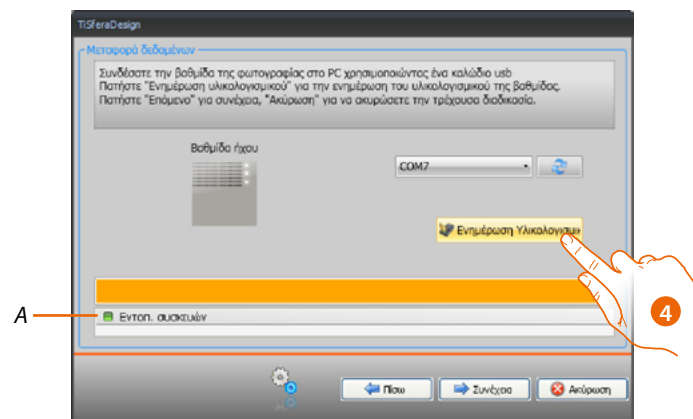 TiSferaDesign
Μεταφορά δεδομένων
Συνδέσατε την βαθμίδα της φωτογραφίας στο PC χρησιμοποιώντας ένα καλώδιο usb
Πατήστε "Ενημέρωση υλικολογισμικού" για την ενημέρωση του υλικολογισμικού της βαθμίδας.
Πατήστε "Επόμενο" για συνέχεια, "Ακύρωση" για να ακυρώσετε την τρέχουσα διαδικασία.
Βαθμίδα ήχου
COM7
Ενημέρωση Υλικολογισμι
4
A
Εντοπ. συσκευών
Πίσω
Συνέχεια
Ακύρωση